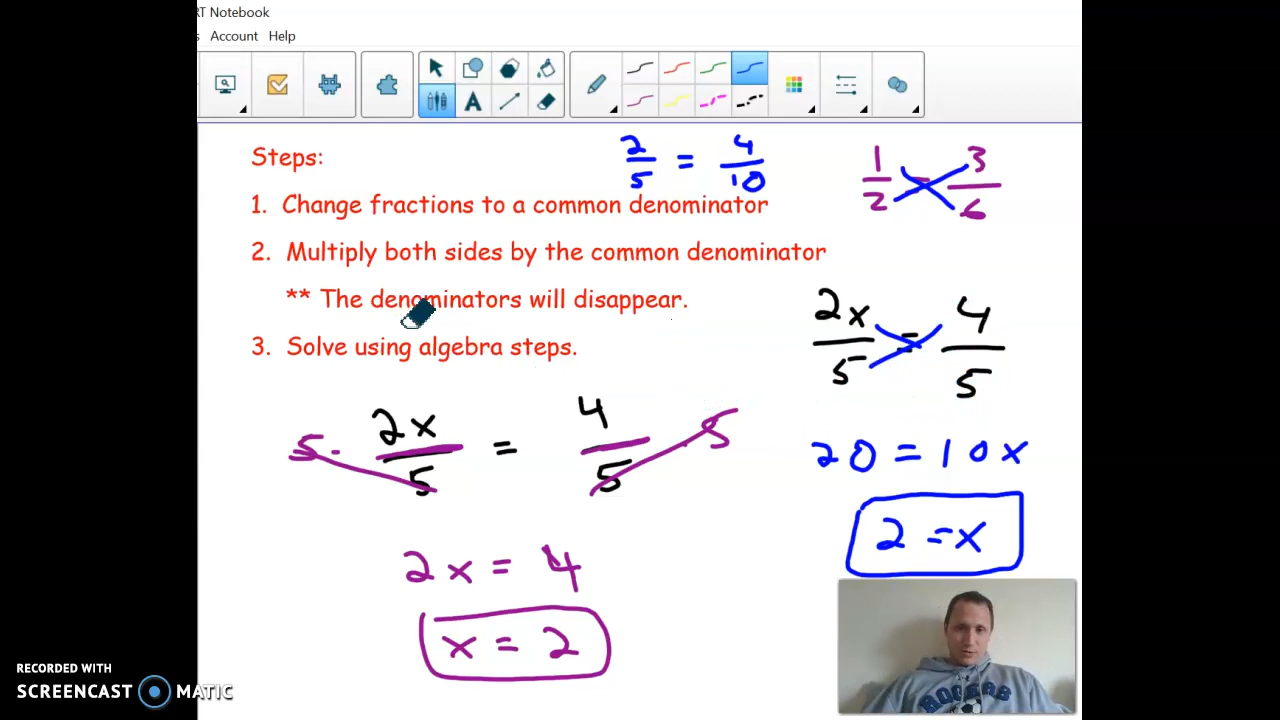 RT Notebook
s Account Help
Steps:
2/5 = 4/10
1/2 = 3/6
1. Change fractions to a common denominator
2. Multiply both sides by the common denominator
** The denominators will disappear.
3. Solve using algebra steps.
2x/5 = 4/5
5· 2x/5 = 4/5 · 5
20 = 10x
2 = x
2x = 4
x = 2
RECORDED WITH
SCREENCAST MATIC